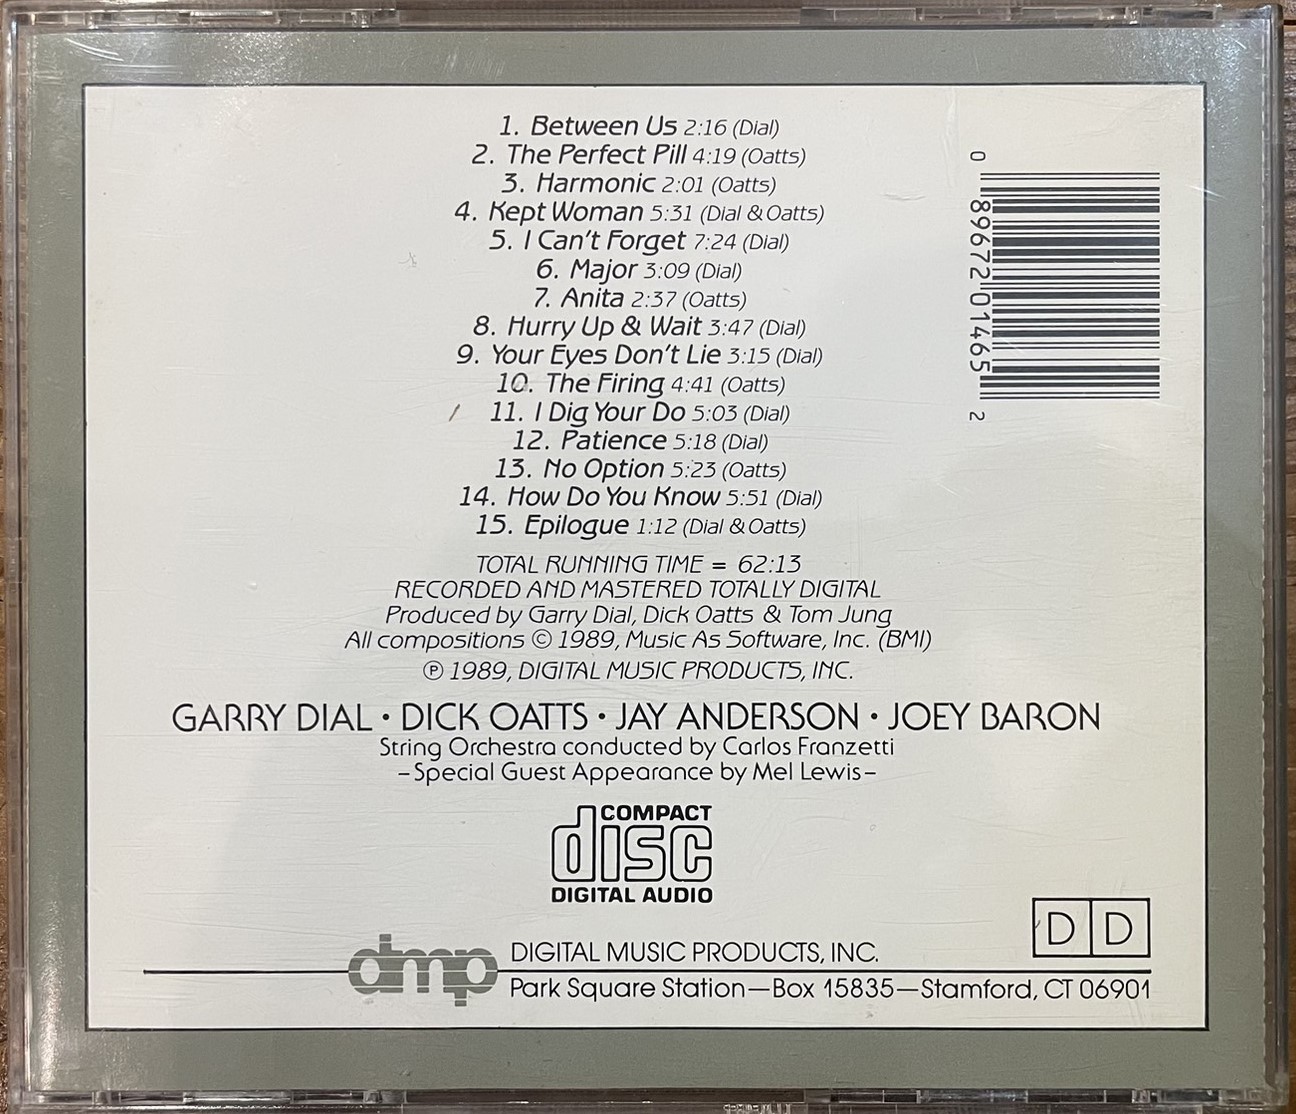 1. Between Us 2:16 (Dial)
2. The Perfect Pill 4:19 (Oatts)
3. Harmonic 2:01 (Oatts)
4. Kept Woman 5:31 (Dial & Oatts)
5. I Can't Forget 7:24 (Dial)
6. Major 3:09 (Dial)
7. Anita 2:37 (Oatts)
8. Hurry Up & Wait 3:47 (Dial)
9. Your Eyes Don't Lie 3:15 (Dial)
10. The Firing 4:41 (Oatts)
11. I Dig Your Do 5:03 (Dial)
12. Patience 5:18 (Dial)
13. No Option 5:23 (Oatts)
14. How Do You Know 5:51 (Dial)
15. Epilogue 1:12 (Dial & Oatts)
TOTAL RUNNING TIME = 62:13
RECORDED AND MASTERED TOTALLY DIGITAL
Produced by Garry Dial, Dick Oatts & Tom Jung
All compositions © 1989, Music As Software, Inc. (BMI)
℗ 1989, DIGITAL MUSIC PRODUCTS, INC.
GARRY DIAL • DICK OATTS • JAY ANDERSON • JOEY BARON
String Orchestra conducted by Carlos Franzetti
–Special Guest Appearance by Mel Lewis–
COMPACT
disc
DIGITAL AUDIO
dmp
DIGITAL MUSIC PRODUCTS, INC.
Park Square Station—Box 15835—Stamford, CT 06901
D D
0 89672 01465 2